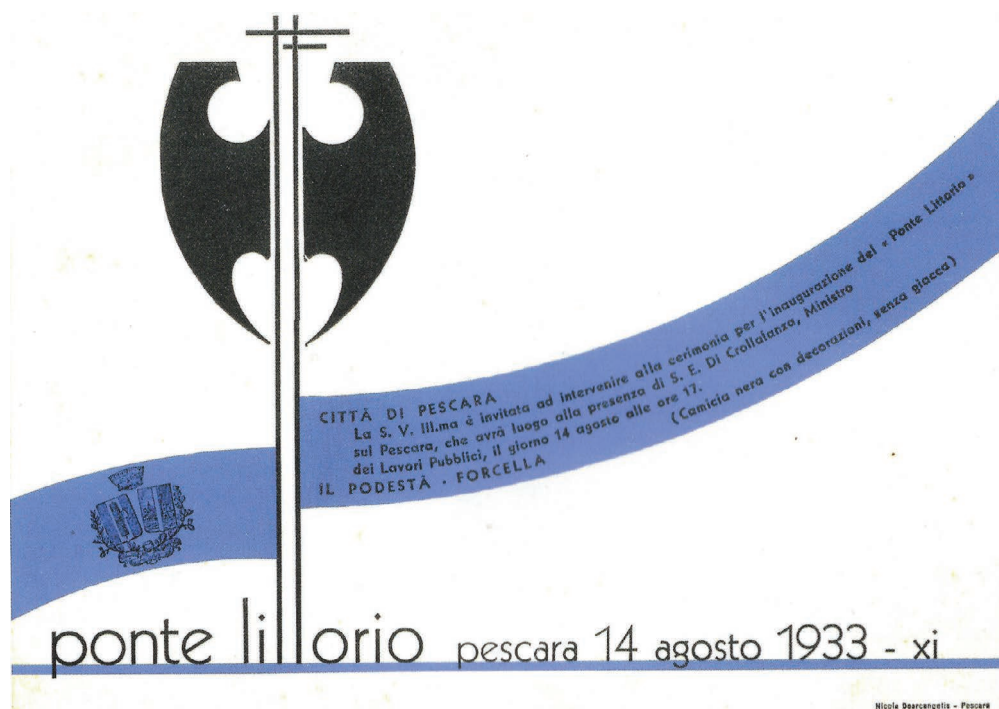 CITTÀ DI PESCARA
La S. V. Ill.ma è invitata ad intervenire alla cerimonia per l'inaugurazione del « Ponte Littorio »
sul Pescara, che avrà luogo alla presenza di S. E. Di Crollalanza, Ministro
dei Lavori Pubblici, il giorno 14 agosto alle ore 17.
(Camicia nera con decorazioni, senza giacca)
IL PODESTÀ - FORCELLA
ponte littorio pescara 14 agosto 1933 - xi
Nicola Dearcangelis - Pescara